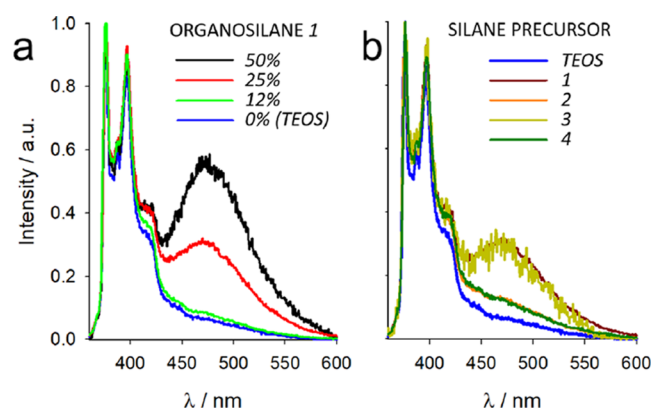 a
ORGANOSILANE 1
50%
25%
12%
0% (TEOS)
1.0
0.8
0.6
0.4
0.2
0.0
Intensity / a.u.
400 450 500 550 600
λ / nm
b
SILANE PRECURSOR
TEOS
1
2
3
4
400 450 500 550 600
λ / nm